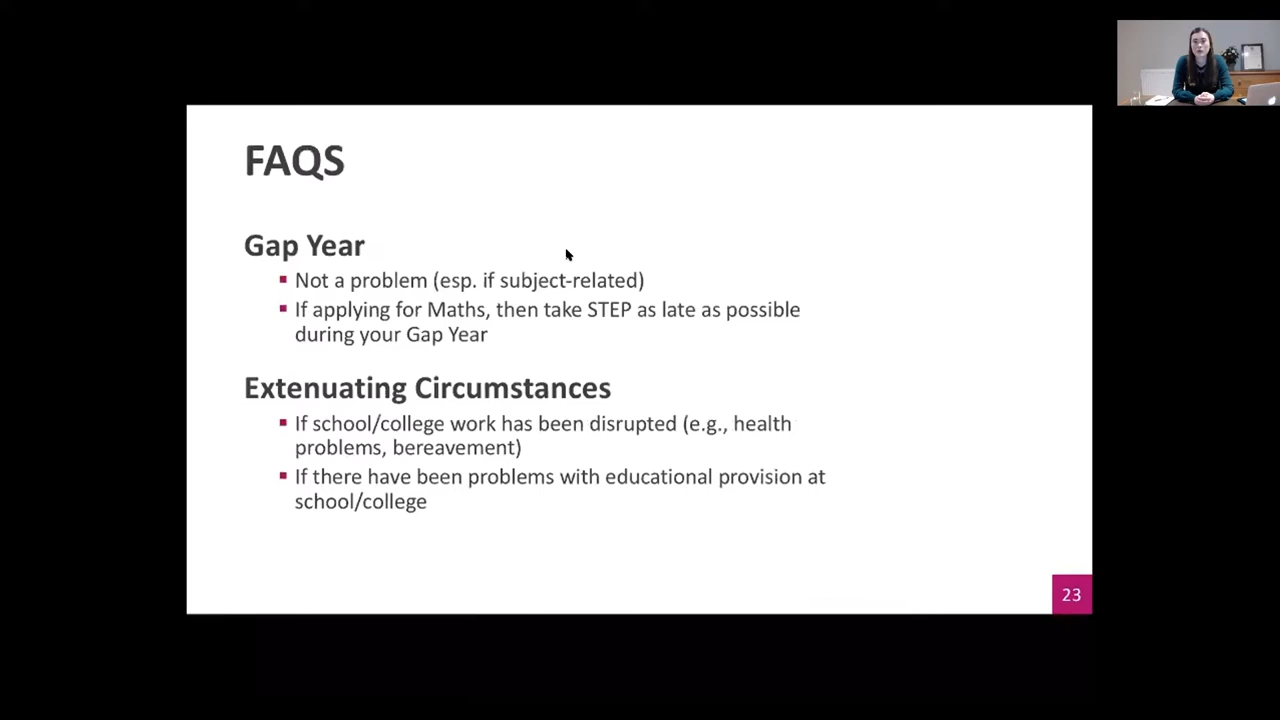 FAQS
Gap Year
▪ Not a problem (esp. if subject-related)
▪ If applying for Maths, then take STEP as late as possible
during your Gap Year
Extenuating Circumstances
▪ If school/college work has been disrupted (e.g., health
problems, bereavement)
▪ If there have been problems with educational provision at
school/college
23